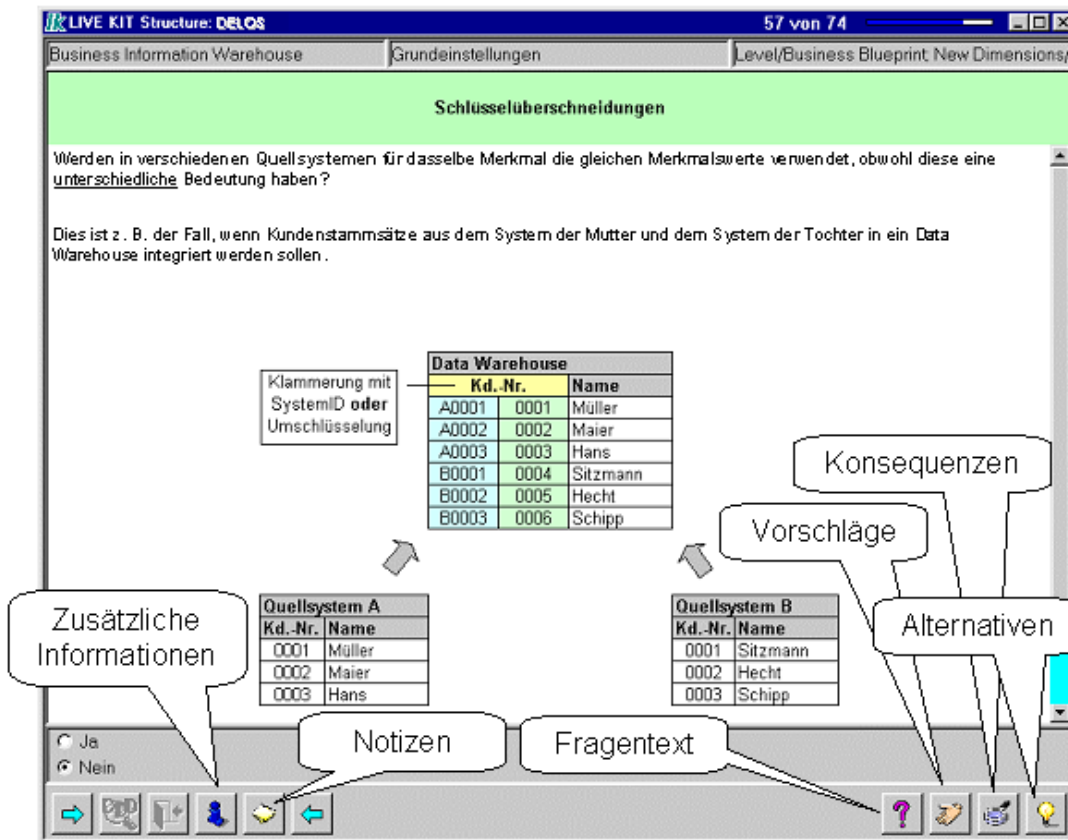 LIVE KIT Structure: DELOS 57 von 74
Business Information Warehouse Grundeinstellungen Level/Business Blueprint New Dimensions/
Schlüsselüberschneidungen
Werden in verschiedenen Quellsystemen für dasselbe Merkmal die gleichen Merkmalswerte verwendet, obwohl diese eine
unterschiedliche Bedeutung haben?
Dies ist z. B. der Fall, wenn Kundenstammsätze aus dem System der Mutter und dem System der Tochter in ein Data
Warehouse integriert werden sollen.
Klammerung mit
SystemID oder
Umschlüsselung
Data Warehouse
Kd.-Nr. Name
A0001 0001 Müller
A0002 0002 Maier
A0003 0003 Hans
B0001 0004 Sitzmann
B0002 0005 Hecht
B0003 0006 Schipp
Konsequenzen
Vorschläge
Alternativen
Zusätzliche
Informationen
Quellsystem A
Kd.-Nr. Name
0001 Müller
0002 Maier
0003 Hans
Quellsystem B
Kd.-Nr. Name
0001 Sitzmann
0002 Hecht
0003 Schipp
Ja
Nein
Notizen
Fragentext